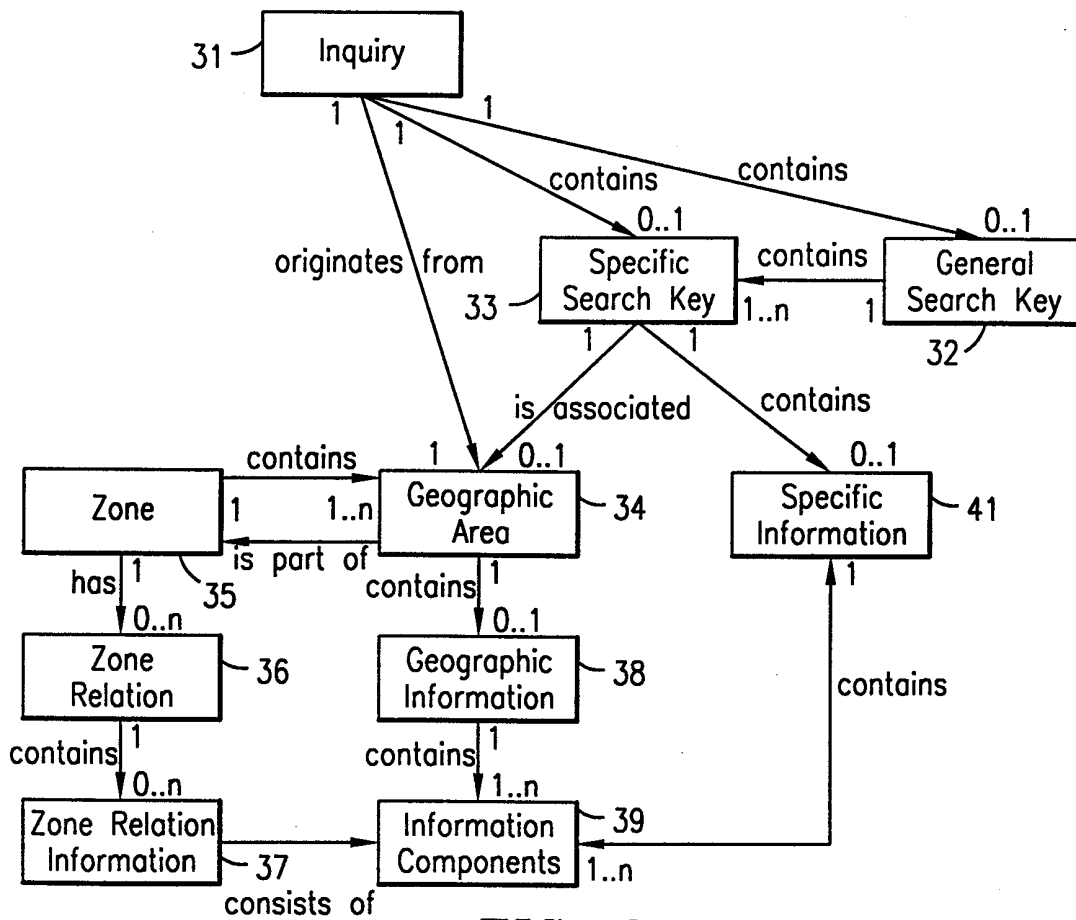 31
Inquiry
1
1
1
contains
contains
0..1
0..1
originates from
Specific
Search Key
33
contains
1..n
1
General
Search Key
32
1
1
is associated
contains
contains
1
0..1
0..1
Zone
1
1..n
Geographic
Area
34
Specific
Information
41
is part of
has
1
35
contains
1
1
0..n
0..1
Zone
Relation
36
Geographic
Information
38
contains
contains
1
contains
1
0..n
1..n
Zone Relation
Information
37
Information
Components
39
1..n
consists of